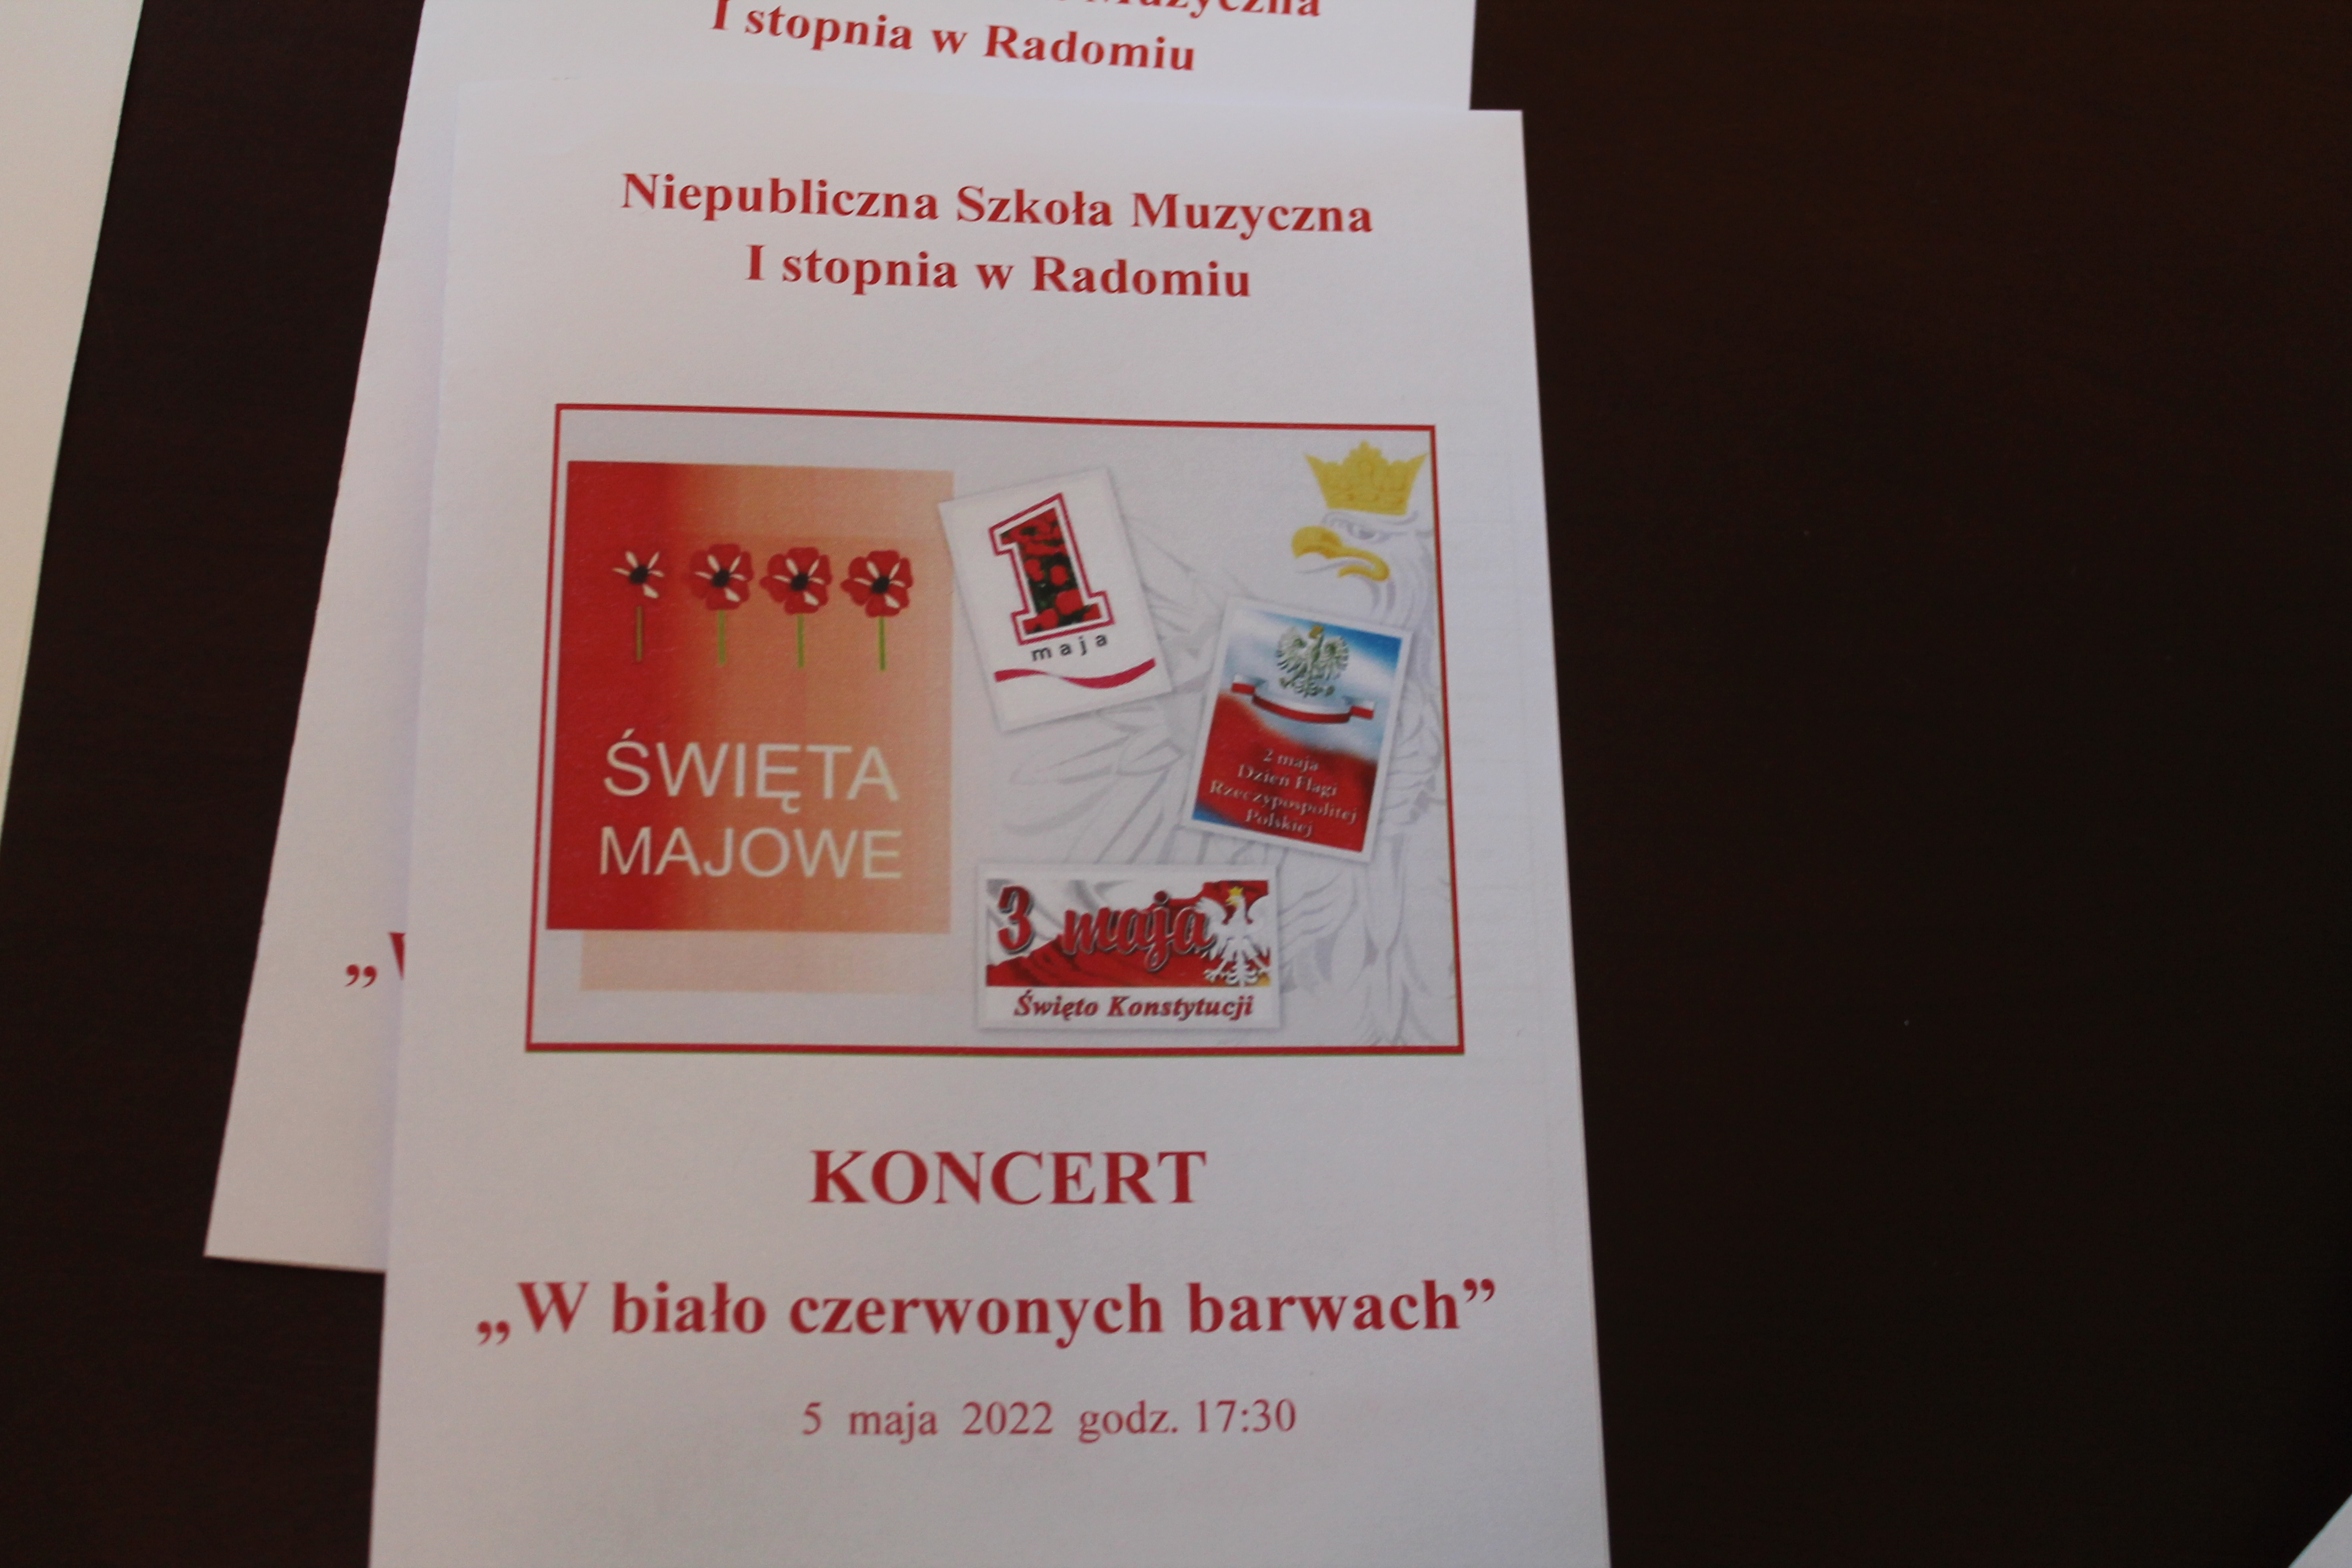 Muzyczna
I stopnia w Radomiu
Niepubliczna Szkoła Muzyczna
I stopnia w Radomiu
1
maja
ŚWIĘTA
MAJOWE
2 maja
Dzień Flagi
Rzeczypospolitej
Polskiej
3 maja
Święto Konstytucji
„W
KONCERT
„W biało czerwonych barwach”
5 maja 2022 godz. 17:30